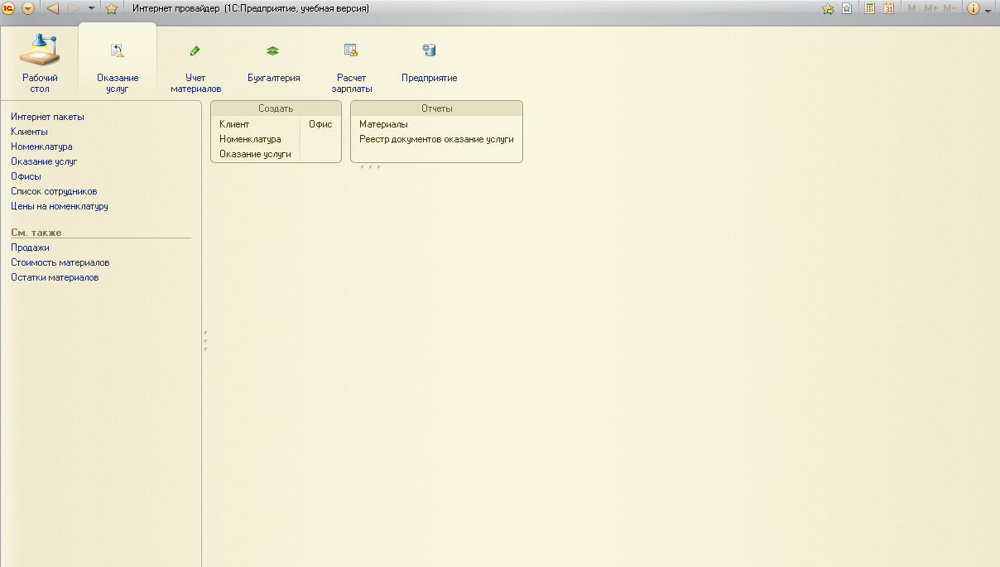 Интернет провайдер (1С:Предприятие, учебная версия)
M M+ M-
Рабочий
стол
Оказание
услуг
Учет
материалов
Бухгалтерия
Расчет
зарплаты
Предприятие
Интернет пакеты
Клиенты
Номенклатура
Оказание услуг
Офисы
Список сотрудников
Цены на номенклатуру
См. также
Продажи
Стоимость материалов
Остатки материалов
Создать
Клиент
Номенклатура
Оказание услуги
Офис
Отчеты
Материалы
Реестр документов оказание услуги
31